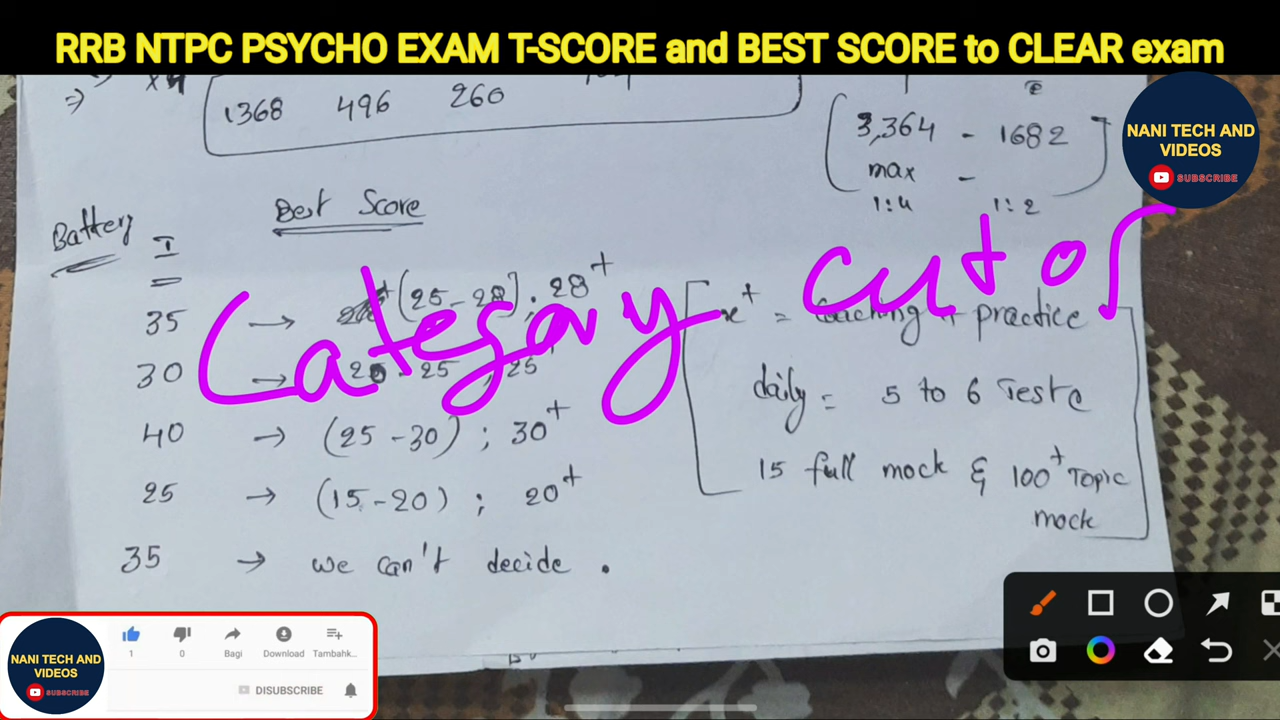 RRB NTPC PSYCHO EXAM T-SCORE and BEST SCORE to CLEAR exam
1368 496 260
3,364 - 1682
max -
1:4 1:2
NANI TECH AND
VIDEOS
SUBSCRIBE
Battery
I
Best Score
35 → (25-28) ; 28+
30 → 25 , 25
40 → (25-30) ; 30+
25 → (15-20) ; 20+
35 → we can't decide .
Category cut of
= coaching + practice
daily = 5 to 6 Tests
15 full mock & 100+ Topic
mock
NANI TECH AND
VIDEOS
SUBSCRIBE
1 0 Bagi Download Tambahk...
DISUBSCRIBE